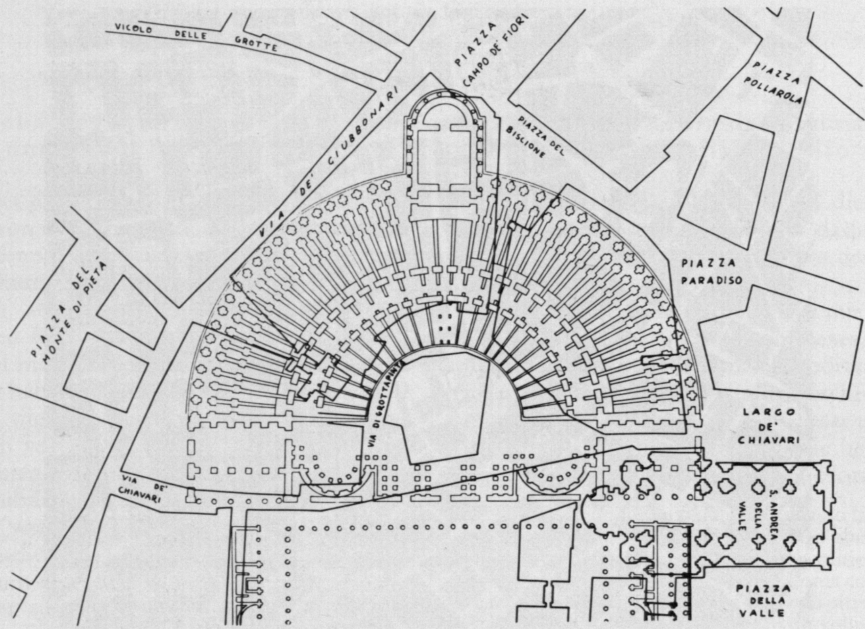 VICOLO DELLE GROTTE
PIAZZA
CAMPO DE' FIORI
PIAZZA
POLLAROLA
VIA DE' CIUBBONARI
PIAZZA DEL
BISCIONE
PIAZZA DEL
MONTE DI PIETÀ
PIAZZA
PARADISO
VIA DI GROTTAPINTA
LARGO
DE'
CHIAVARI
VIA DE'
CHIAVARI
S. ANDREA
DELLA
VALLE
PIAZZA
DELLA
VALLE